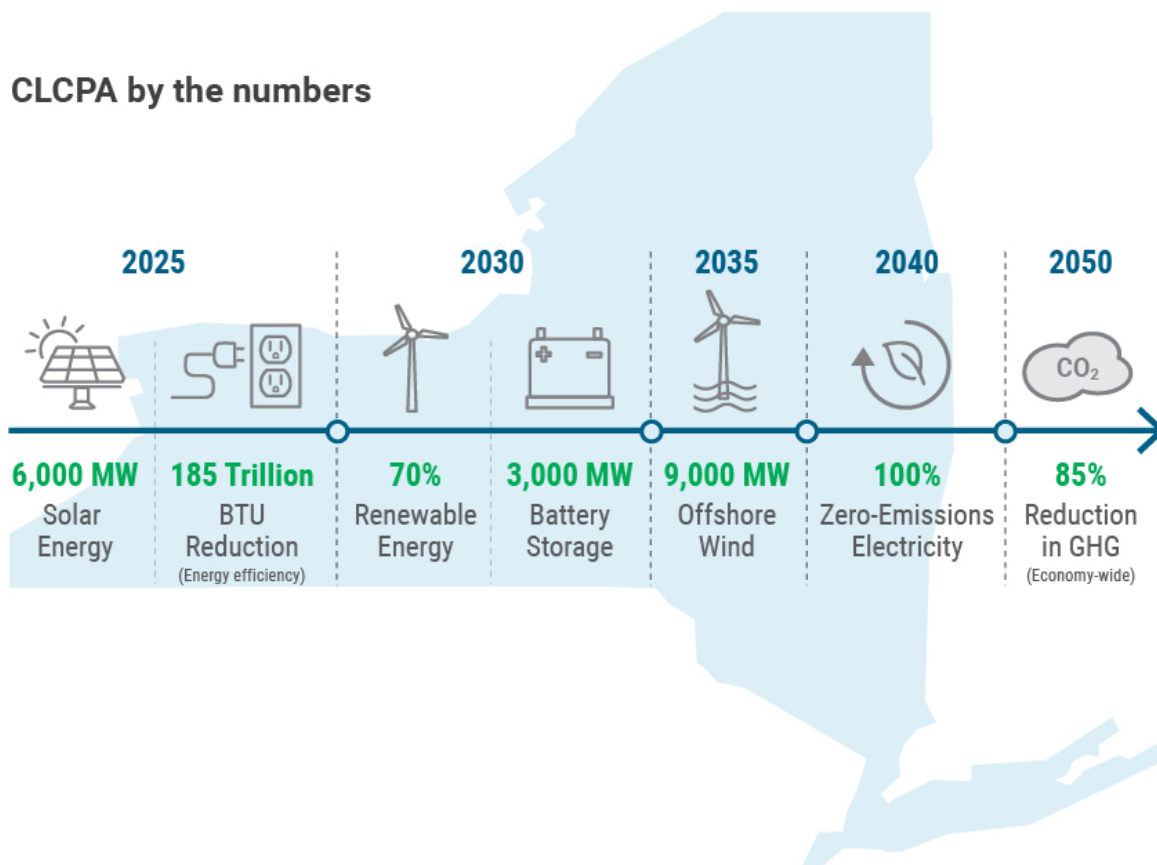 CLCPA by the numbers
2025
2030
2035
2040
2050
CO₂
6,000 MW
Solar
Energy
185 Trillion
BTU
Reduction
(Energy efficiency)
70%
Renewable
Energy
3,000 MW
Battery
Storage
9,000 MW
Offshore
Wind
100%
Zero-Emissions
Electricity
85%
Reduction
in GHG
(Economy-wide)